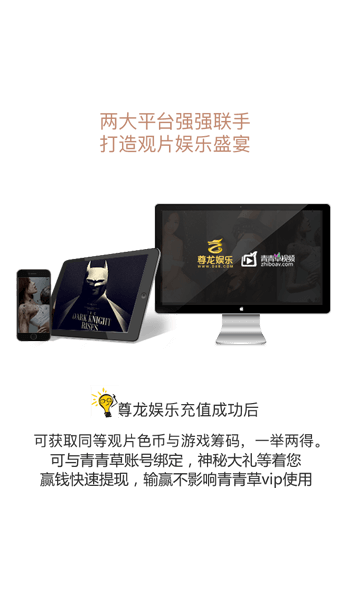 两大平台强强联手
打造观片娱乐盛宴
DARK KNIGHT
RISES
尊龙娱乐
青青草视频
zhiboav.com
尊龙娱乐充值成功后
可获取同等观片色币与游戏筹码，一举两得。
可与青青草账号绑定，神秘大礼等着您
赢钱快速提现，输赢不影响青青草vip使用